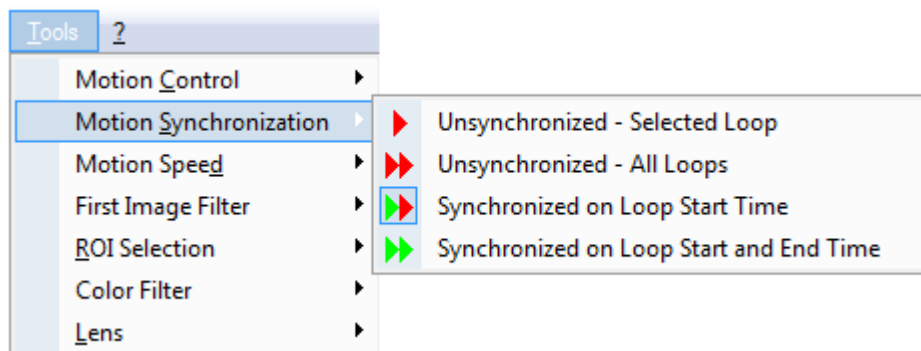 Tools ?
Motion Control
Motion Synchronization
Motion Speed
First Image Filter
ROI Selection
Color Filter
Lens
Unsynchronized - Selected Loop
Unsynchronized - All Loops
Synchronized on Loop Start Time
Synchronized on Loop Start and End Time